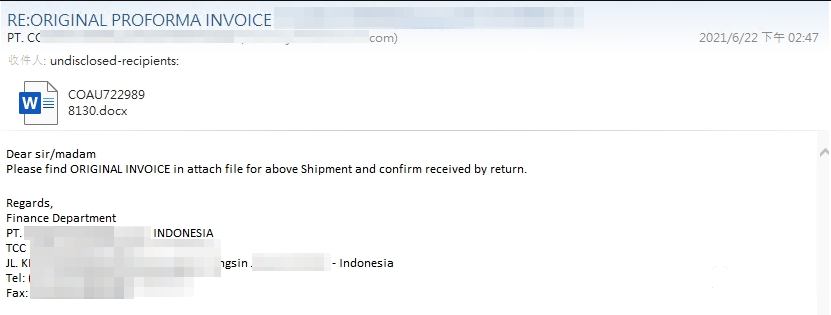 RE:ORIGINAL PROFORMA INVOICE
PT. CC com) 2021/6/22 下午 02:47
收件人: undisclosed-recipients:
COAU722989
8130.docx
Dear sir/madam
Please find ORIGINAL INVOICE in attach file for above Shipment and confirm received by return.
Regards,
Finance Department
PT. INDONESIA
TCC
JL. - Indonesia
Tel:
Fax: